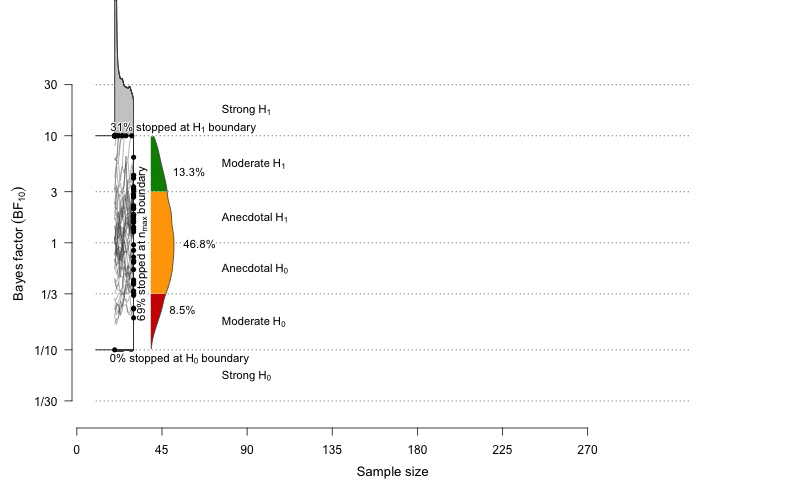 30
Strong H1
31% stopped at H1 boundary
10
Moderate H1
13.3%
3
Anecdotal H1
69% stopped at nmax boundary
Bayes factor (BF10)
1
46.8%
Anecdotal H0
1/3
8.5%
Moderate H0
1/10
0% stopped at H0 boundary
Strong H0
1/30
0 45 90 135 180 225 270
Sample size